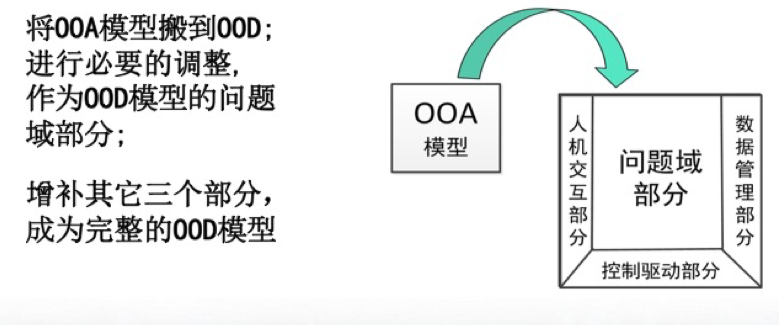 将OOA模型搬到OOD;
进行必要的调整,
作为OOD模型的问题
域部分;
增补其它三个部分,
成为完整的OOD模型
OOA
模型
人机交互部分
问题域
部分
数据管理部分
控制驱动部分